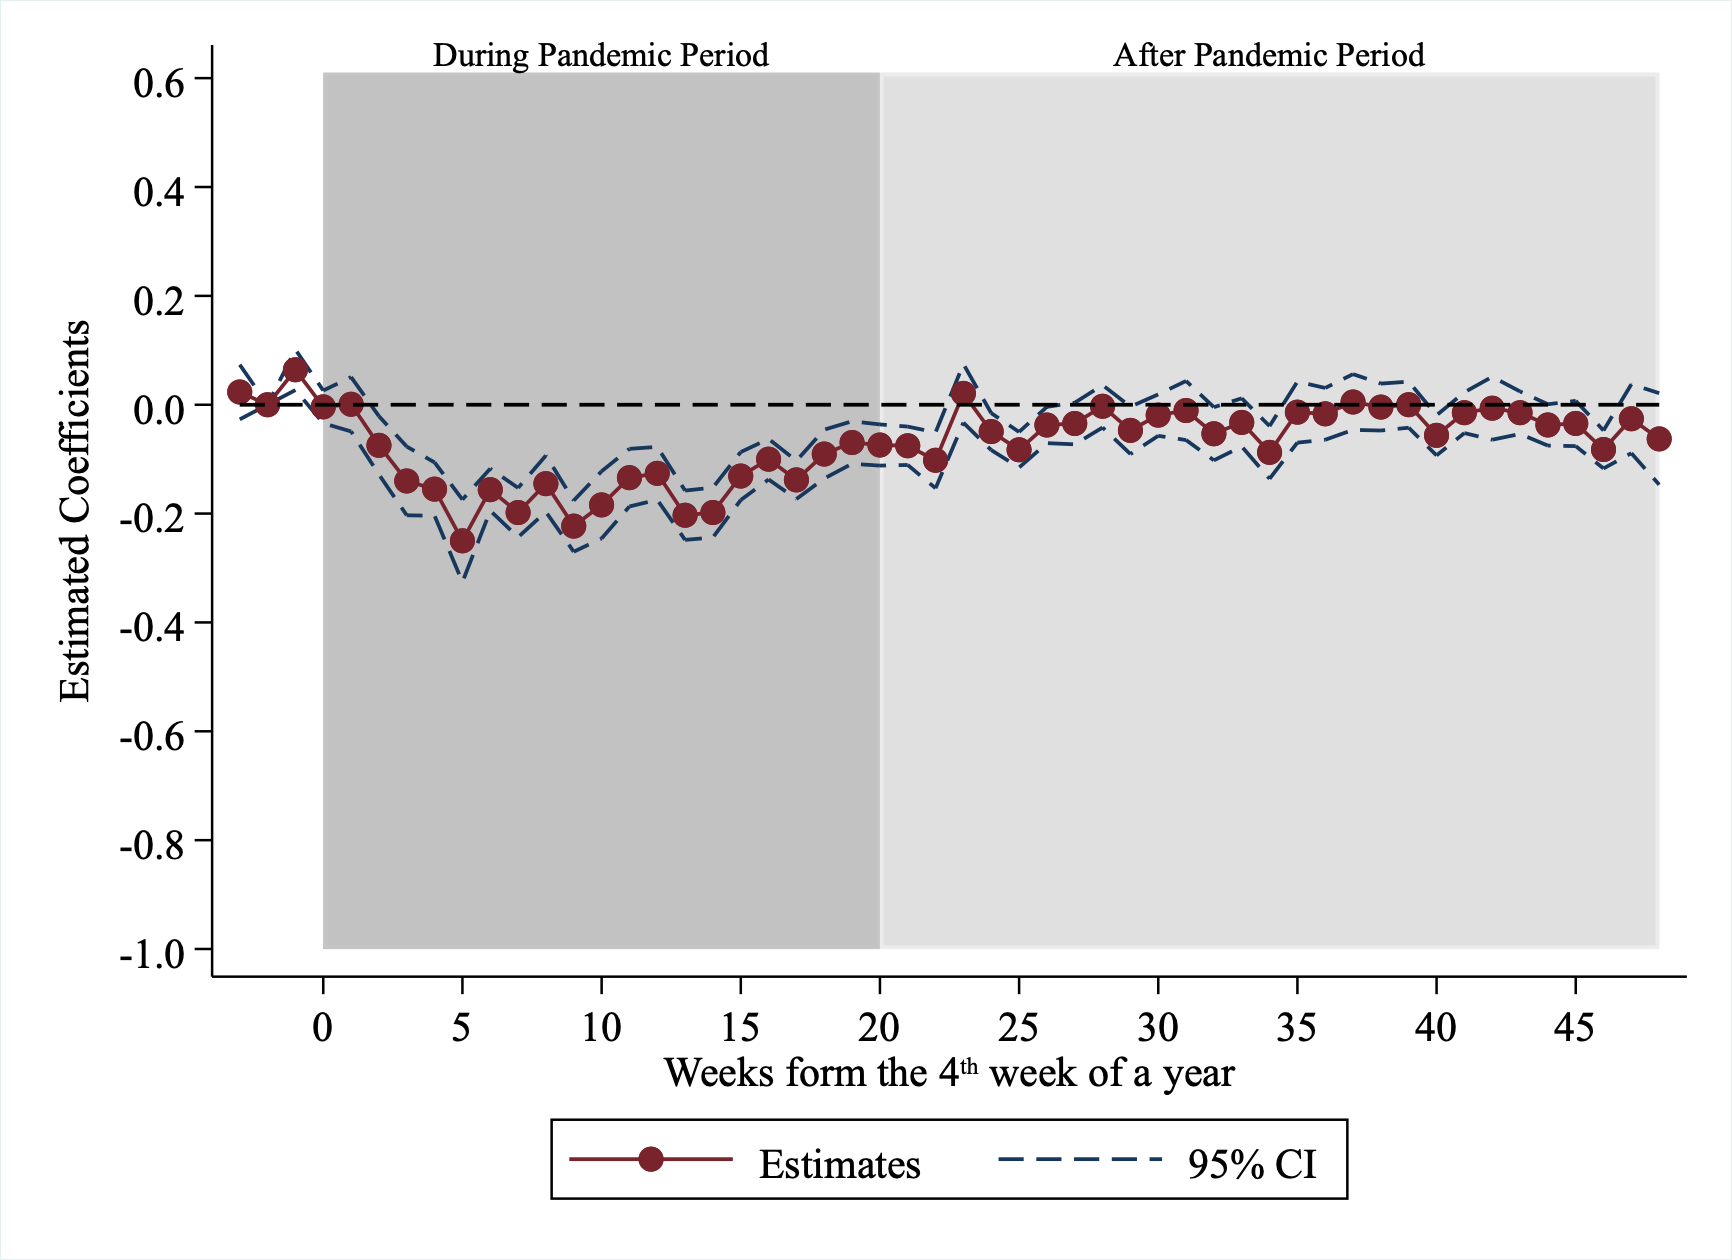 During Pandemic Period
After Pandemic Period
0.6
0.4
0.2
0.0
-0.2
-0.4
-0.6
-0.8
-1.0
Estimated Coefficients
0 5 10 15 20 25 30 35 40 45
Weeks form the 4th week of a year
Estimates
95% CI